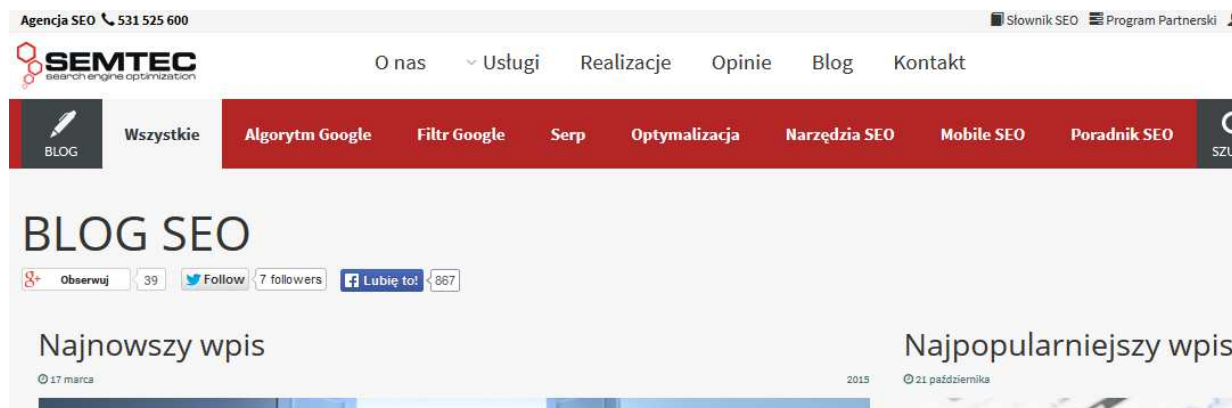 Agencja SEO 531 525 600
Słownik SEO Program Partnerski
SEMTEC
search engine optimization
O nas Usługi Realizacje Opinie Blog Kontakt
BLOG Wszystkie Algorytm Google Filtr Google Serp Optymalizacja Narzędzia SEO Mobile SEO Poradnik SEO
BLOG SEO
g+ Obserwuj 39 Follow 7 followers Lubię to! 867
Najnowszy wpis Najpopularniejszy wpis
17 marca 2015 21 października